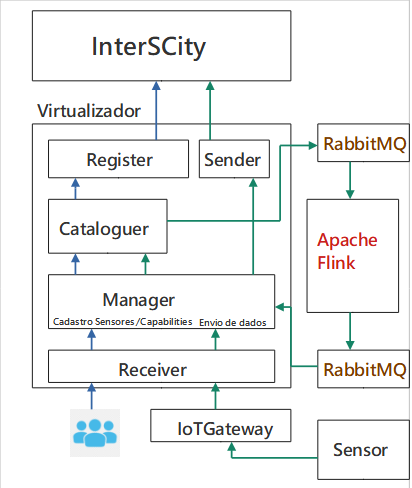 InterSCity
Virtualizador
Register
Sender
RabbitMQ
Cataloguer
Apache
Flink
Manager
Cadastro Sensores/Capabilities
Envio de dados
Receiver
RabbitMQ
IoTGateway
Sensor